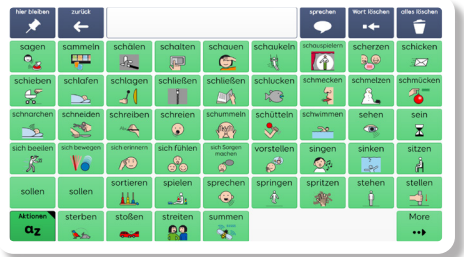 hier bleiben
zurück
sprechen
Wort löschen
alles löschen
sagen
sammeln
schälen
schalten
schauen
schaukeln
schauspielern
scherzen
schicken
schieben
schlafen
schlagen
schließen
schließen
schlucken
schmecken
schmelzen
schmücken
schnarchen
schneiden
schreiben
schreien
schummeln
schütteln
schwimmen
sehen
sein
sich beeilen
sich bewegen
sich erinnern
sich fühlen
sich Sorgen
machen
vorstellen
singen
sinken
sitzen
sollen
sollen
sortieren
spielen
sprechen
springen
spritzen
stehen
stellen
Aktionen
az
sterben
stoßen
streiten
summen
More